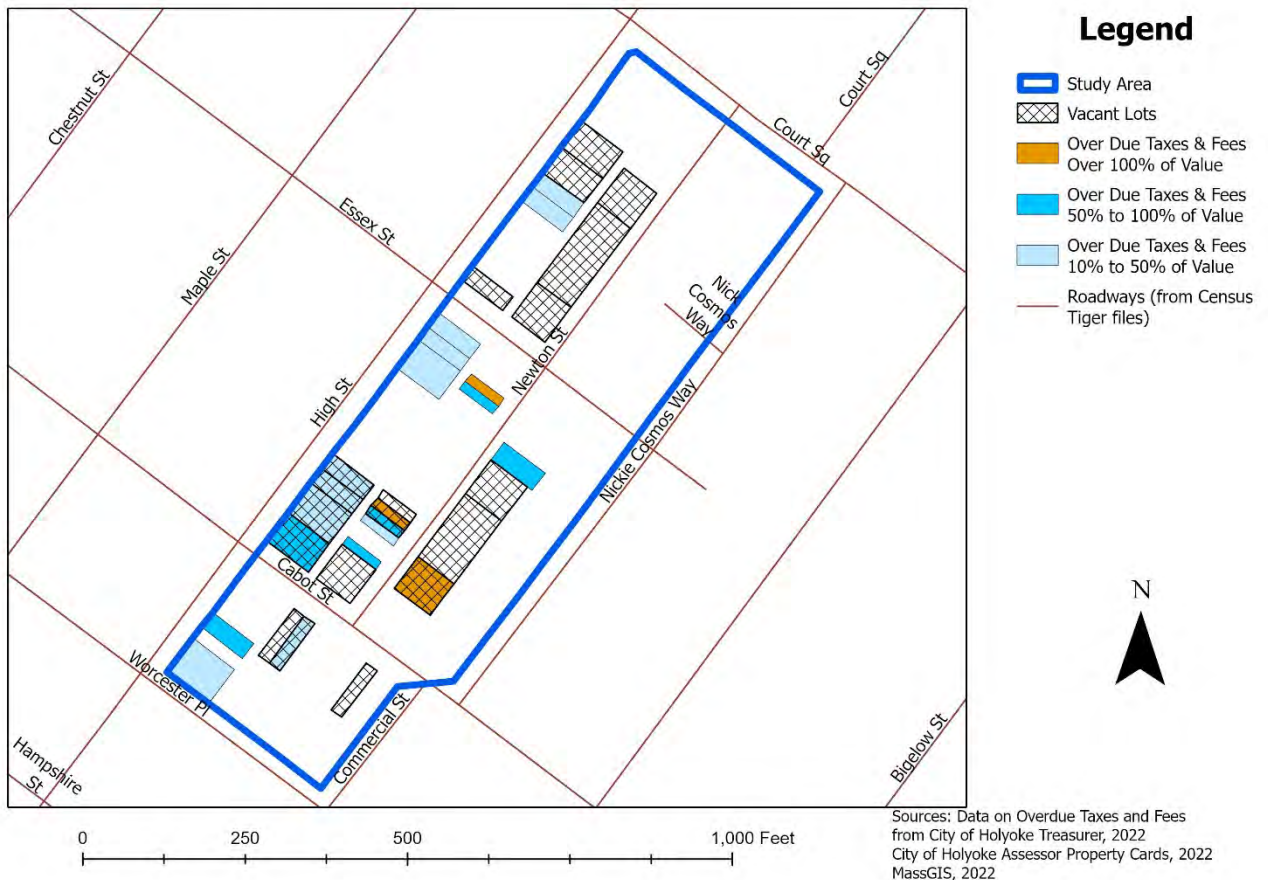 Legend
Study Area
Vacant Lots
Over Due Taxes & Fees
Over 100% of Value
Over Due Taxes & Fees
50% to 100% of Value
Over Due Taxes & Fees
10% to 50% of Value
Roadways (from Census
Tiger files)
Chestnut St
Court Sq
Court Sq
Essex St
Maple St
Nick
Cosmos
Way
Newton St
High St
Nickie Cosmos Way
Cabot St
Worcester Pl
Commercial St
Hampshire
St
Bigelow St
N
0 250 500 1,000 Feet
Sources: Data on Overdue Taxes and Fees
from City of Holyoke Treasurer, 2022
City of Holyoke Assessor Property Cards, 2022
MassGIS, 2022